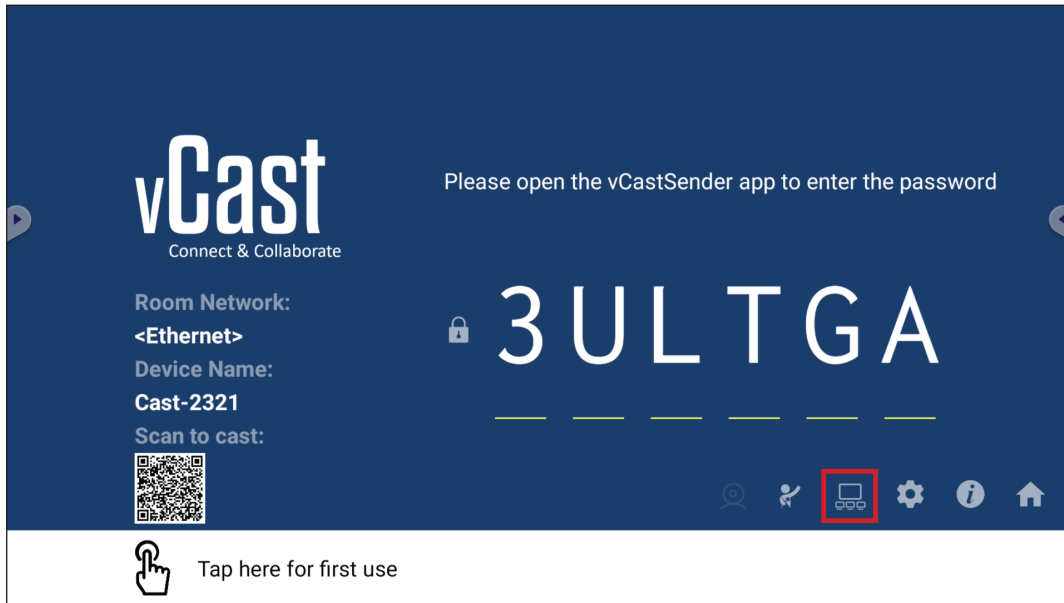 vCast
Connect & Collaborate
Please open the vCastSender app to enter the password
Room Network:
<Ethernet>
Device Name:
Cast-2321
Scan to cast:
3ULTGA
Tap here for first use